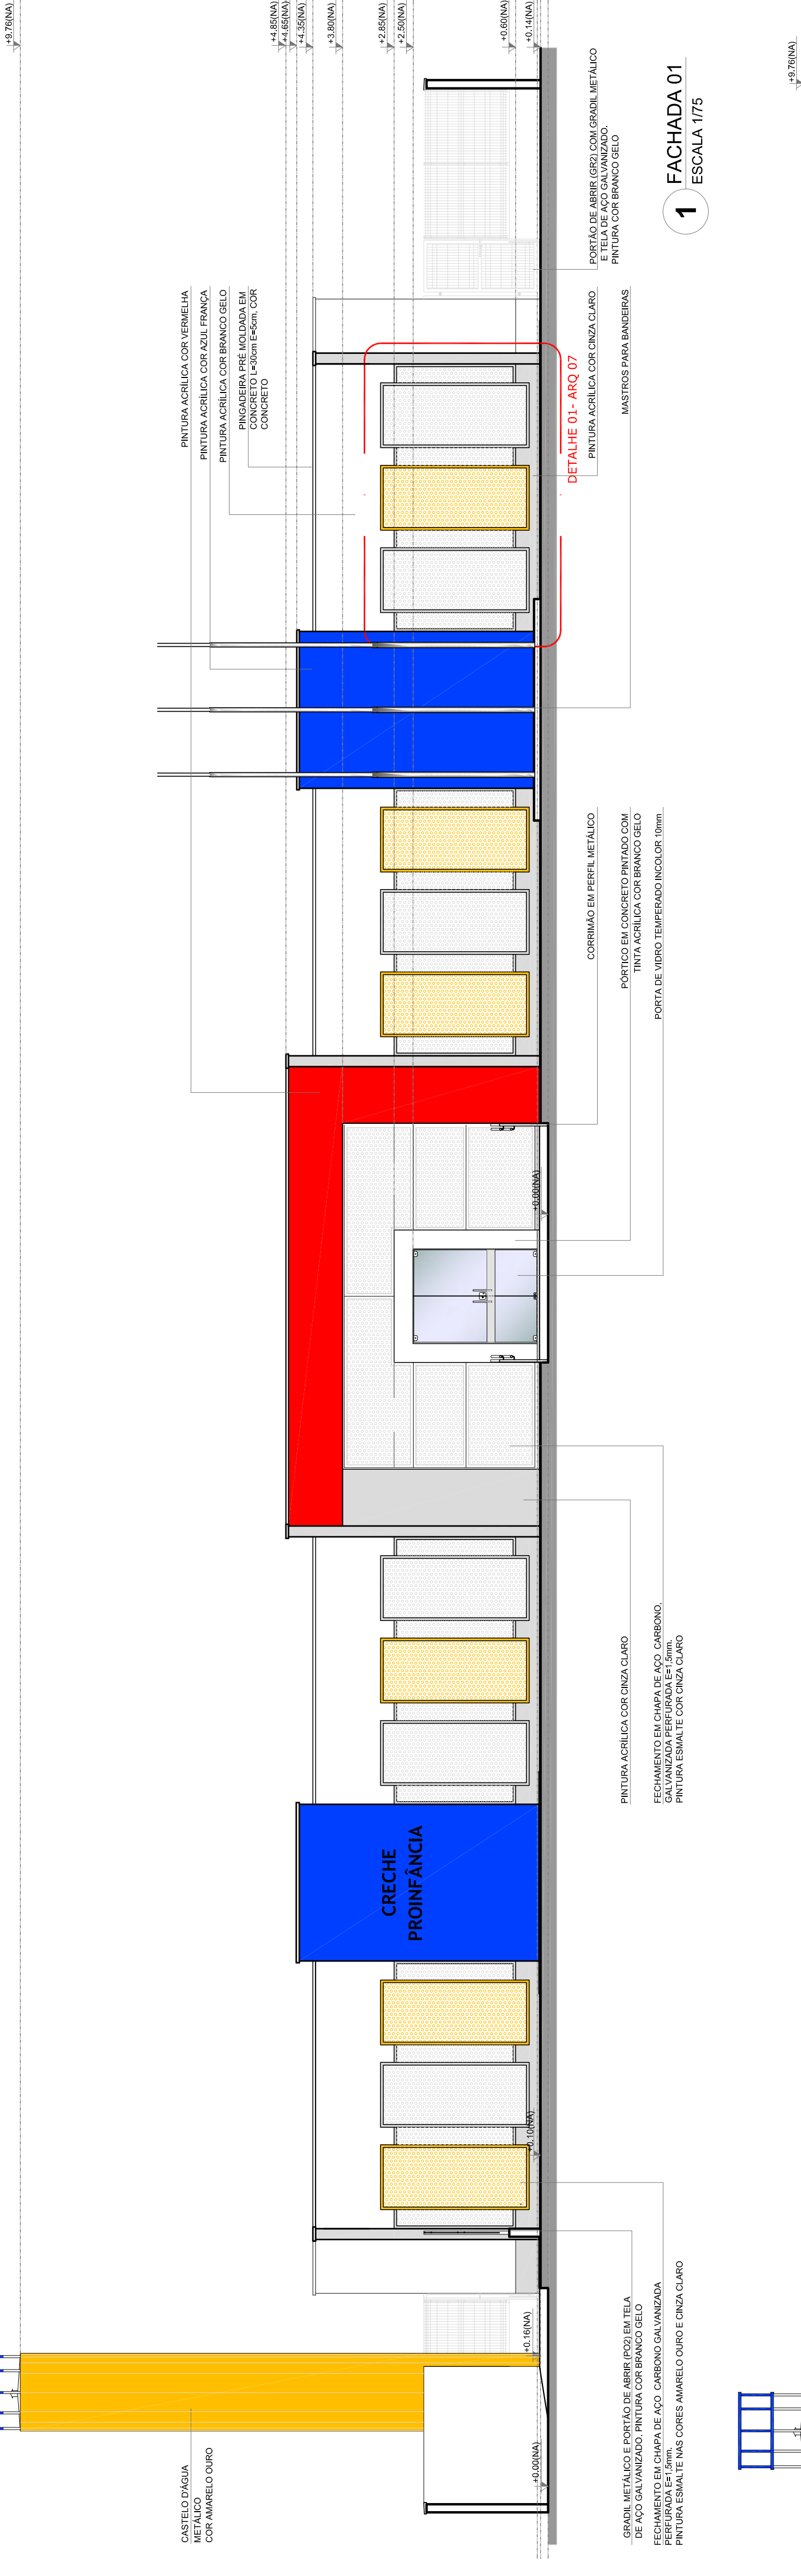 +9.76(NA)
+4.85(NA)
+4.65(NA)
+4.35(NA)
+3.80(NA)
+2.85(NA)
+2.50(NA)
+0.60(NA)
+0.14(NA)
+9.76(NA)
CASTELO D'ÁGUA
METÁLICO
COR AMARELO OURO
PINTURA ACRÍLICA COR VERMELHA
PINTURA ACRÍLICA COR AZUL FRANÇA
PINTURA ACRÍLICA COR BRANCO GELO
PINGADEIRA PRÉ MOLDADA EM
CONCRETO L=30cm E=5cm, COR
CONCRETO
CRECHE
PROINFÂNCIA
+0.00(NA)
+0.16(NA)
+0.10(NA)
+0.00(NA)
DETALHE 01- ARQ 07
GRADIL METÁLICO E PORTÃO DE ABRIR (PO2) EM TELA
DE AÇO GALVANIZADO. PINTURA COR BRANCO GELO
FECHAMENTO EM CHAPA DE AÇO CARBONO GALVANIZADA
PERFURADA E=1,5mm.
PINTURA ESMALTE NAS CORES AMARELO OURO E CINZA CLARO
PINTURA ACRÍLICA COR CINZA CLARO
FECHAMENTO EM CHAPA DE AÇO CARBONO,
GALVANIZADA PERFURADA E=1,5mm.
PINTURA ESMALTE COR CINZA CLARO
CORRIMÃO EM PERFIL METÁLICO
PÓRTICO EM CONCRETO PINTADO COM
TINTA ACRÍLICA COR BRANCO GELO
PORTA DE VIDRO TEMPERADO INCOLOR 10mm
PINTURA ACRÍLICA COR CINZA CLARO
MASTROS PARA BANDEIRAS
PORTÃO DE ABRIR (GR2) COM GRADIL METÁLICO
E TELA DE AÇO GALVANIZADO.
PINTURA COR BRANCO GELO
1
FACHADA 01
ESCALA 1/75